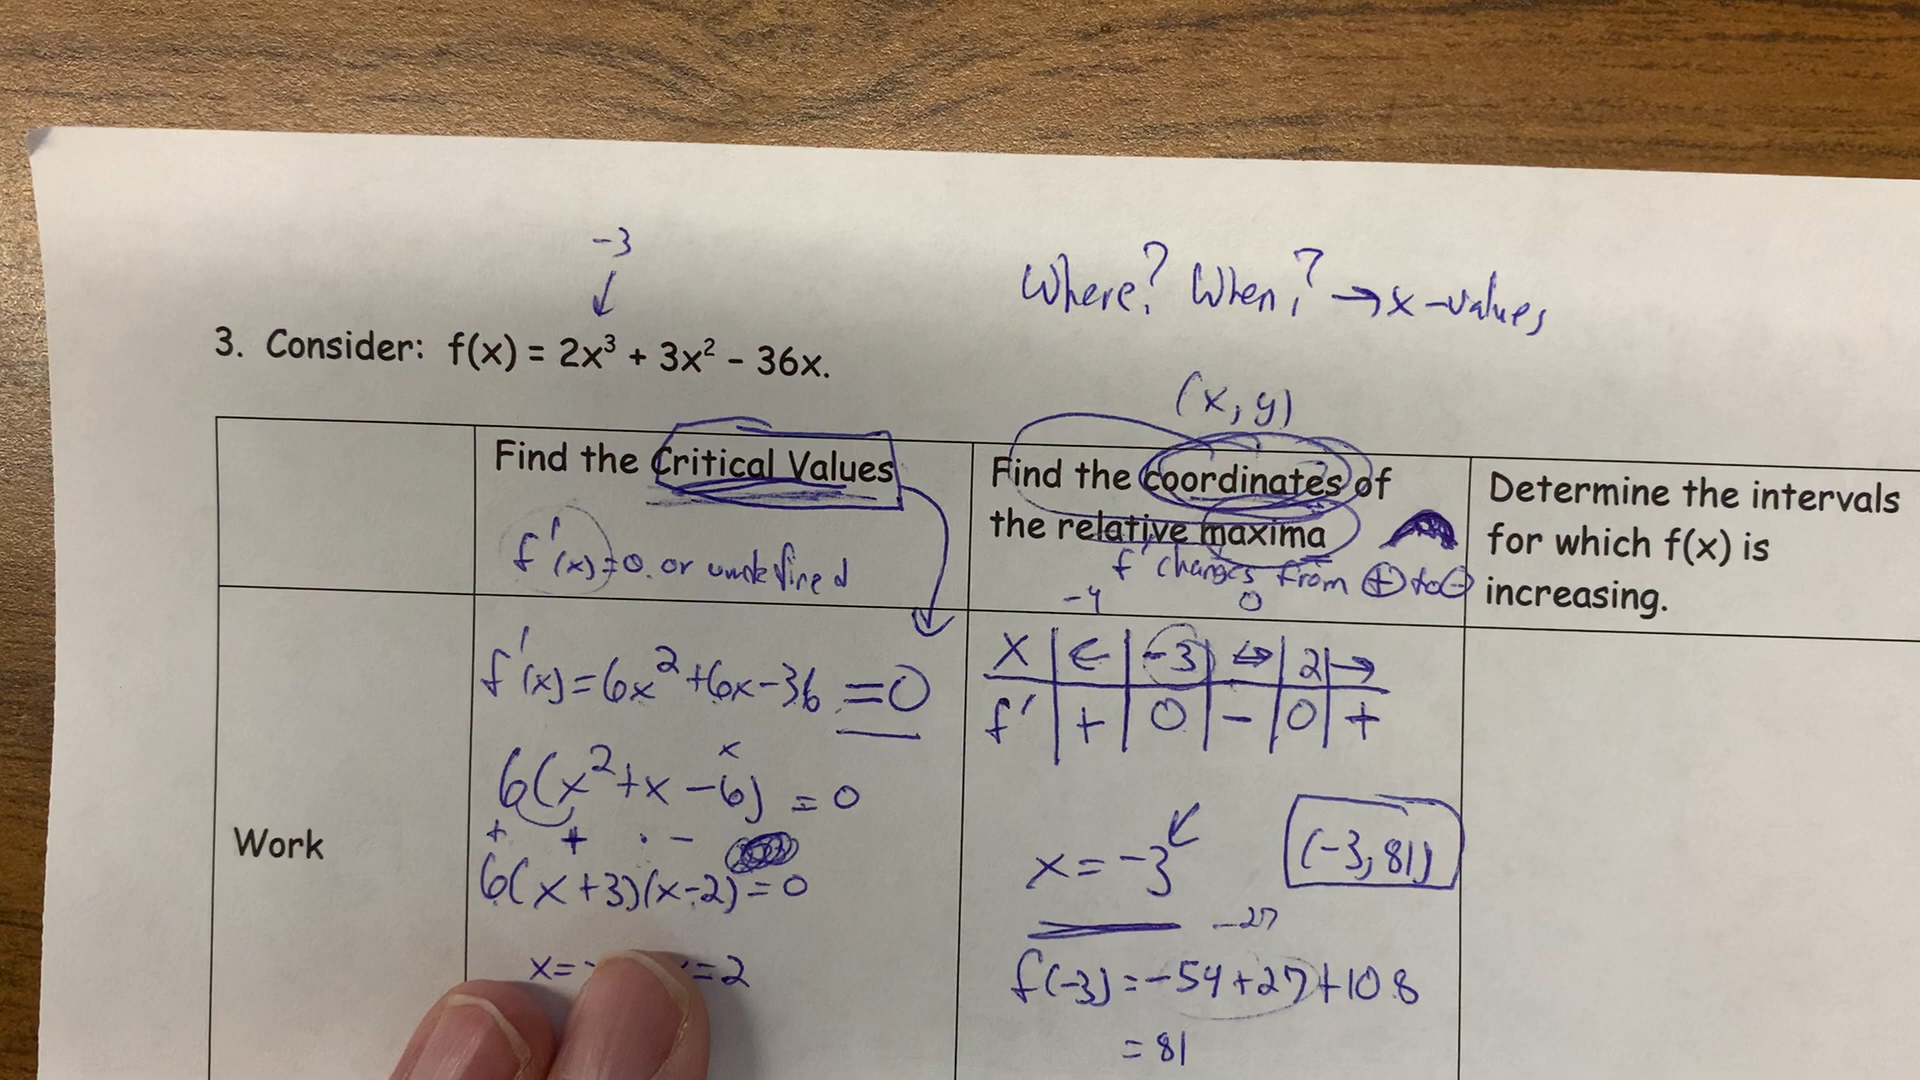 -3
Where? When? → x-values
↓
3. Consider: f(x) = 2x³ + 3x² - 36x.
(x, y)
Find the Critical Values
f'(x)=0 or undefined
Find the coordinates of
the relative maxima
f' changes from + to -
Determine the intervals
for which f(x) is
increasing.
Work
f'(x)=6x²+6x-36 =0
6(x²+x-6) = 0
+ + · -
6(x+3)(x-2)=0
x=- =2
-4 0
X | ← | -3 | ↔ | 2 | →
f' | + | 0 | - | 0 | +
x = -3
(-3, 81)
-27
f(-3) = -54+27+108
= 81